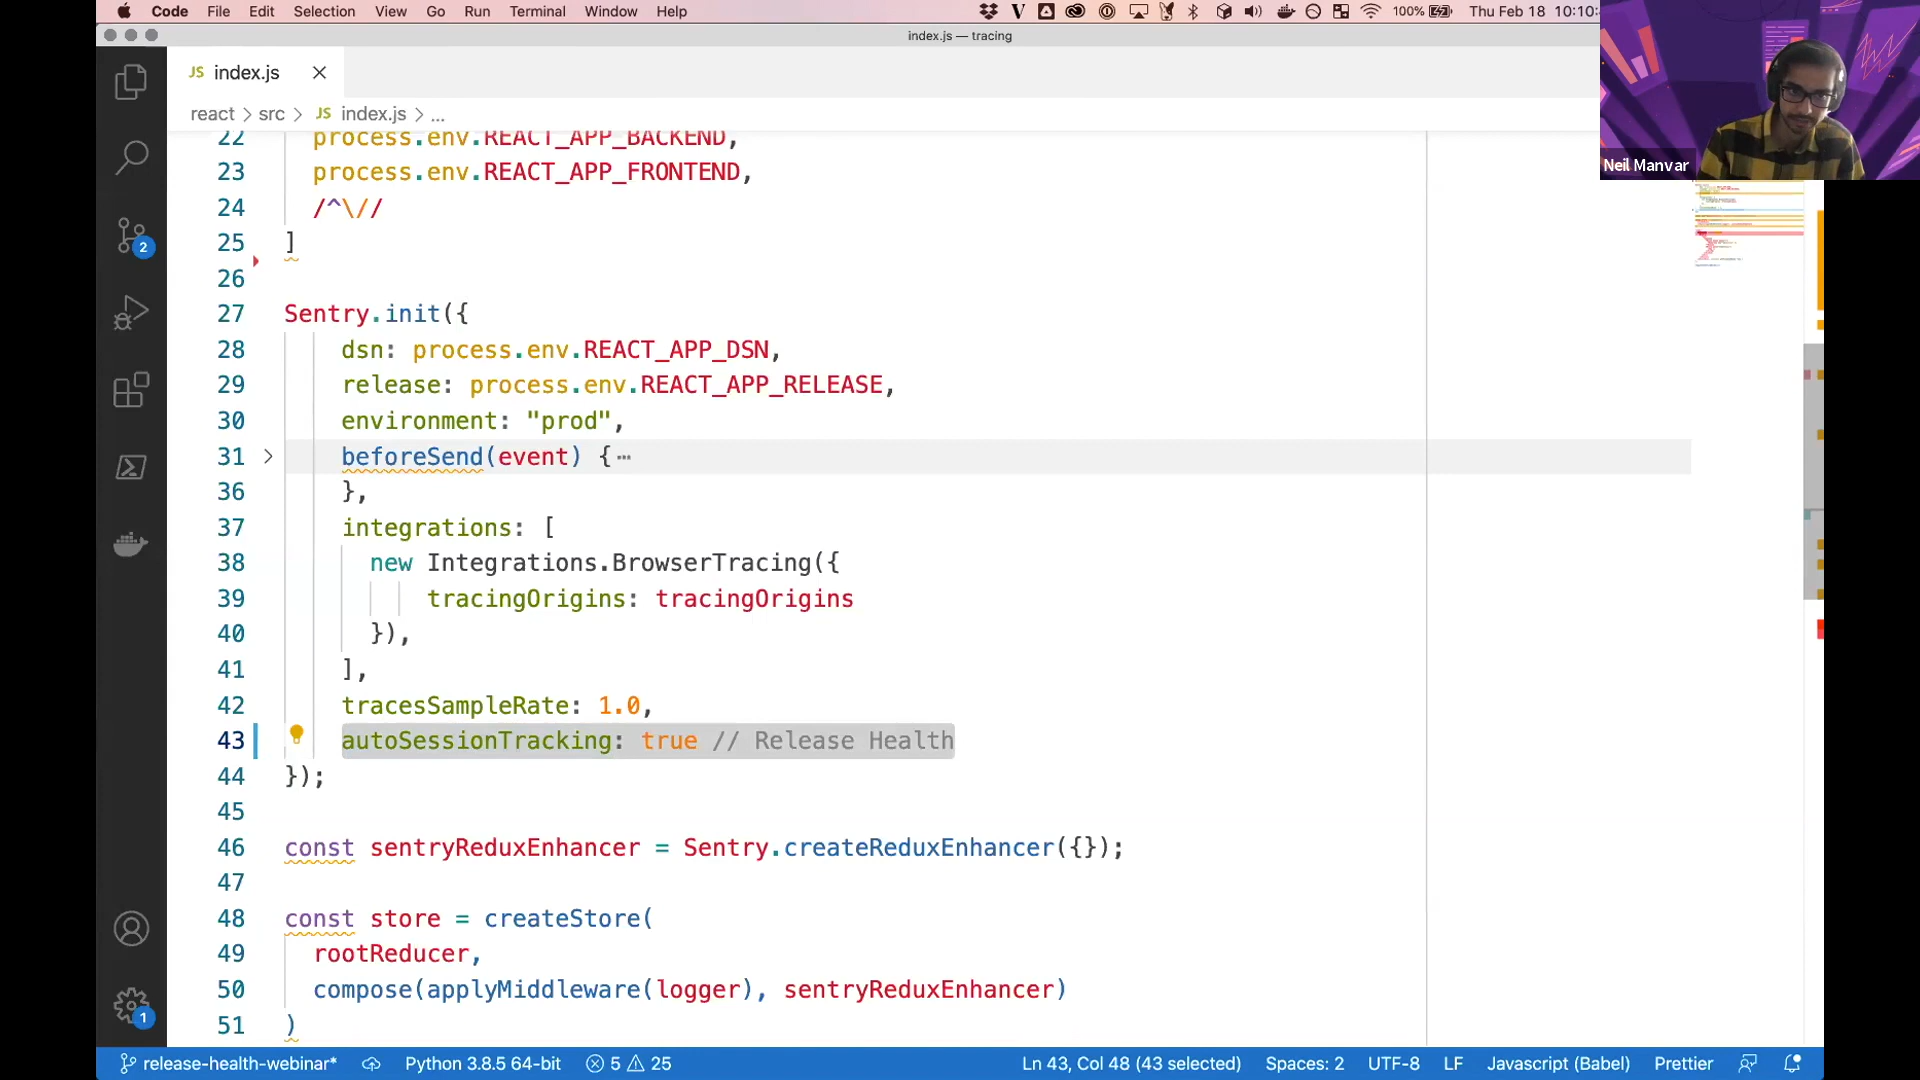 Code File Edit Selection View Go Run Terminal Window Help 100% Thu Feb 18 10:10
index.js — tracing
JS index.js
react > src > JS index.js > ...
22 process.env.REACT_APP_BACKEND,
23 process.env.REACT_APP_FRONTEND,
24 /^\//
25 ]
26
27 Sentry.init({
28 dsn: process.env.REACT_APP_DSN,
29 release: process.env.REACT_APP_RELEASE,
30 environment: "prod",
31 beforeSend(event) {…
36 },
37 integrations: [
38 new Integrations.BrowserTracing({
39 tracingOrigins: tracingOrigins
40 }),
41 ],
42 tracesSampleRate: 1.0,
43 autoSessionTracking: true // Release Health
44 });
45
46 const sentryReduxEnhancer = Sentry.createReduxEnhancer({});
47
48 const store = createStore(
49 rootReducer,
50 compose(applyMiddleware(logger), sentryReduxEnhancer)
51 )
2
1
Neil Manvar
release-health-webinar* Python 3.8.5 64-bit 5 25 Ln 43, Col 48 (43 selected) Spaces: 2 UTF-8 LF Javascript (Babel) Prettier